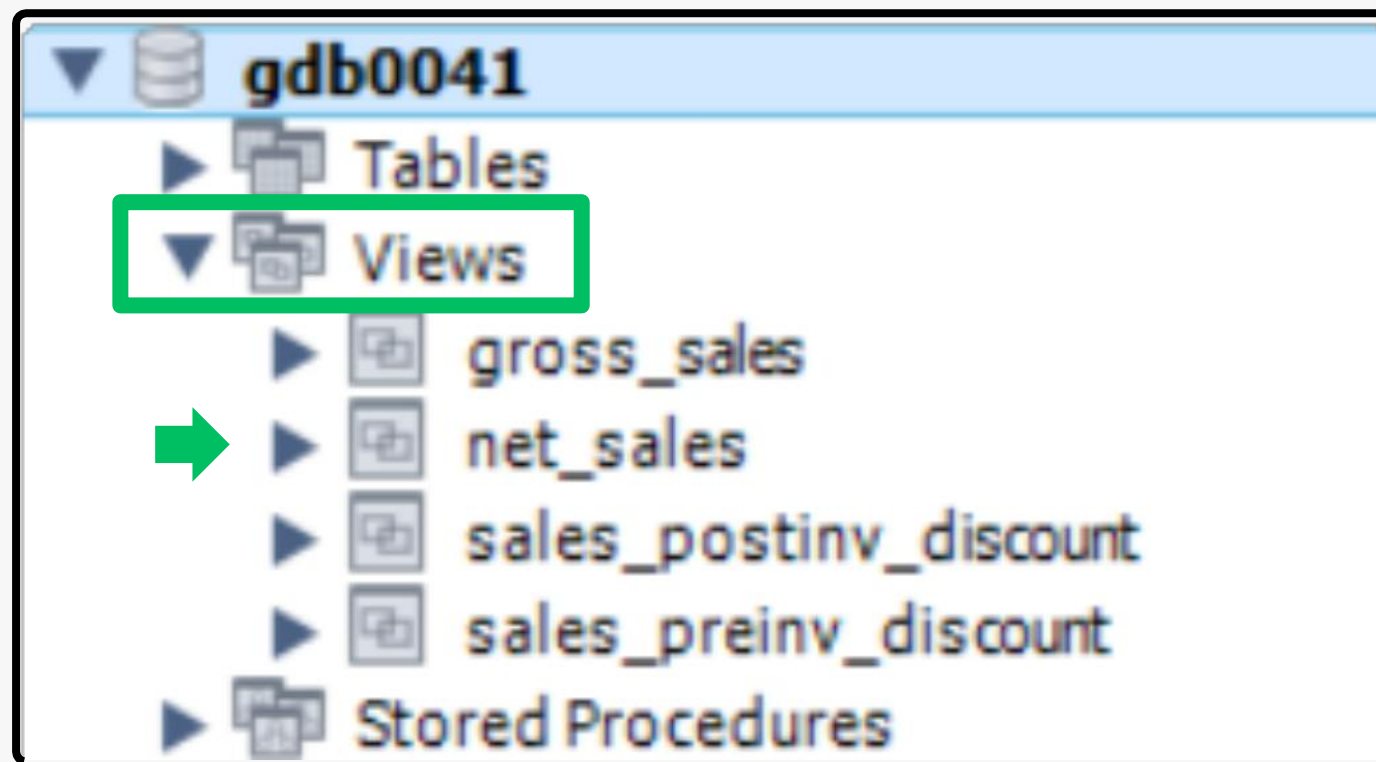 gdb0041
Tables
Views
gross_sales
net_sales
sales_postinv_discount
sales_preinv_discount
Stored Procedures